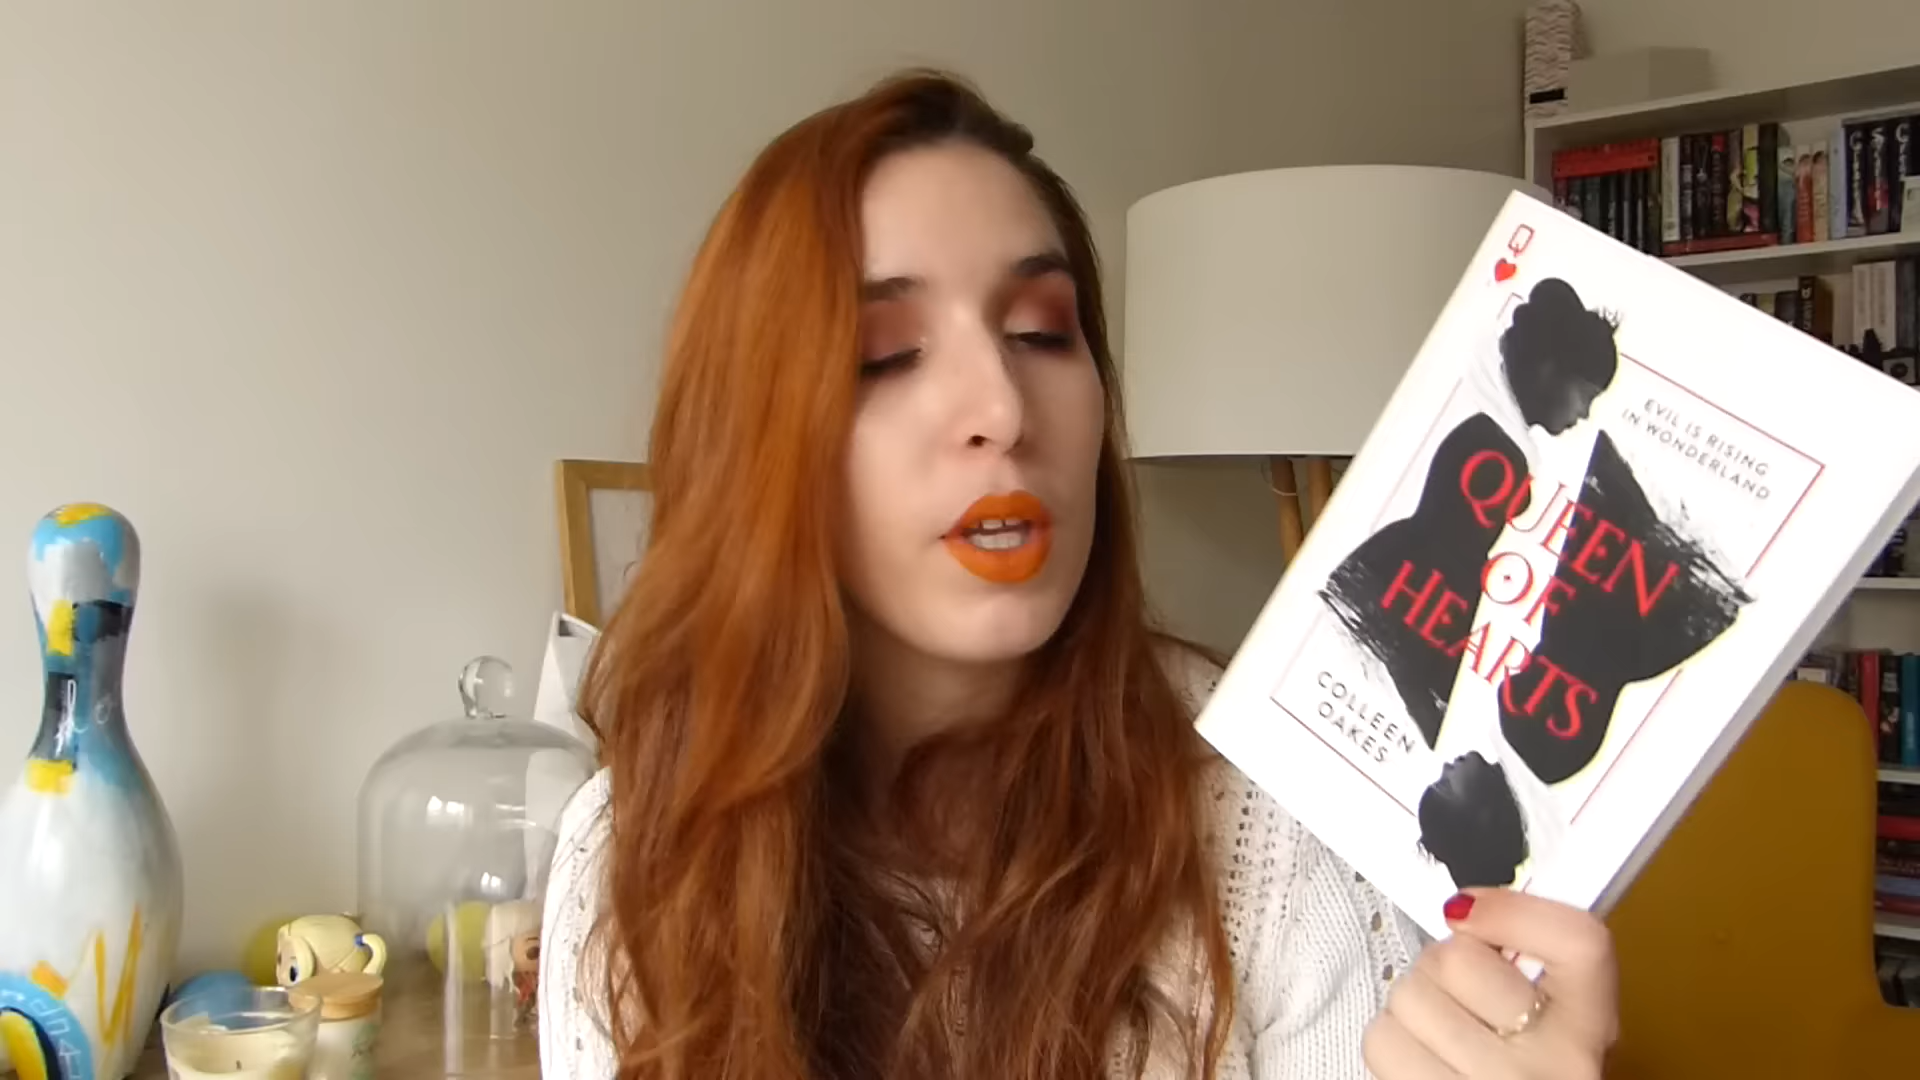 Q
EVIL IS RISING
IN WONDERLAND
QUEEN
OF
HEARTS
COLLEEN
OAKES